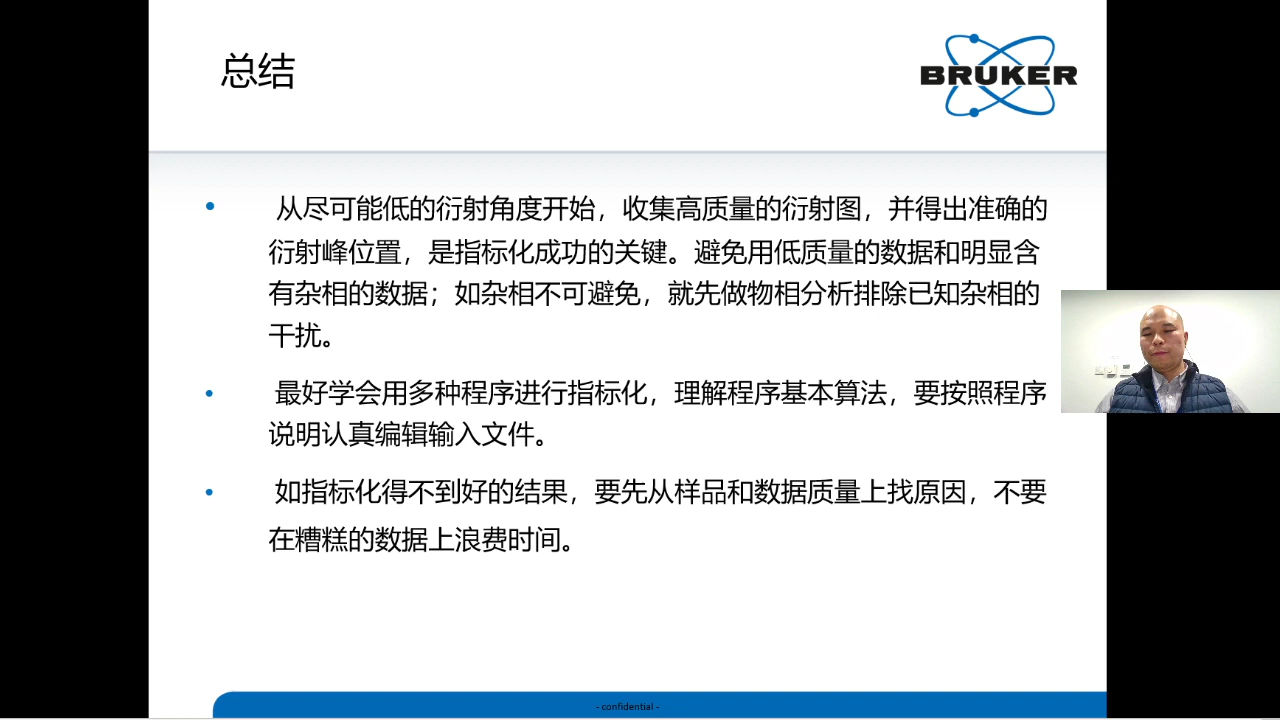 总结
BRUKER
• 从尽可能低的衍射角度开始，收集高质量的衍射图，并得出准确的
衍射峰位置，是指标化成功的关键。避免用低质量的数据和明显含
有杂相的数据；如杂相不可避免，就先做物相分析排除已知杂相的
干扰。
• 最好学会用多种程序进行指标化，理解程序基本算法，要按照程序
说明认真编辑输入文件。
• 如指标化得不到好的结果，要先从样品和数据质量上找原因，不要
在糟糕的数据上浪费时间。
- confidential -